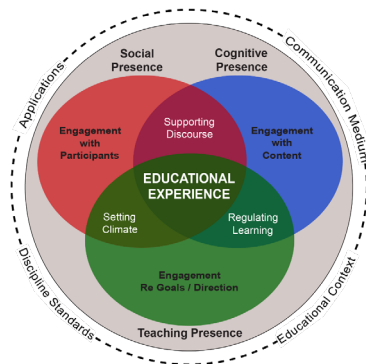 Social
Presence
Cognitive
Presence
Applications
Communication Medium
Engagement
with
Participants
Supporting
Discourse
Engagement
with
Content
EDUCATIONAL
EXPERIENCE
Setting
Climate
Regulating
Learning
Engagement
Re Goals / Direction
Teaching Presence
Discipline Standards
Educational Context